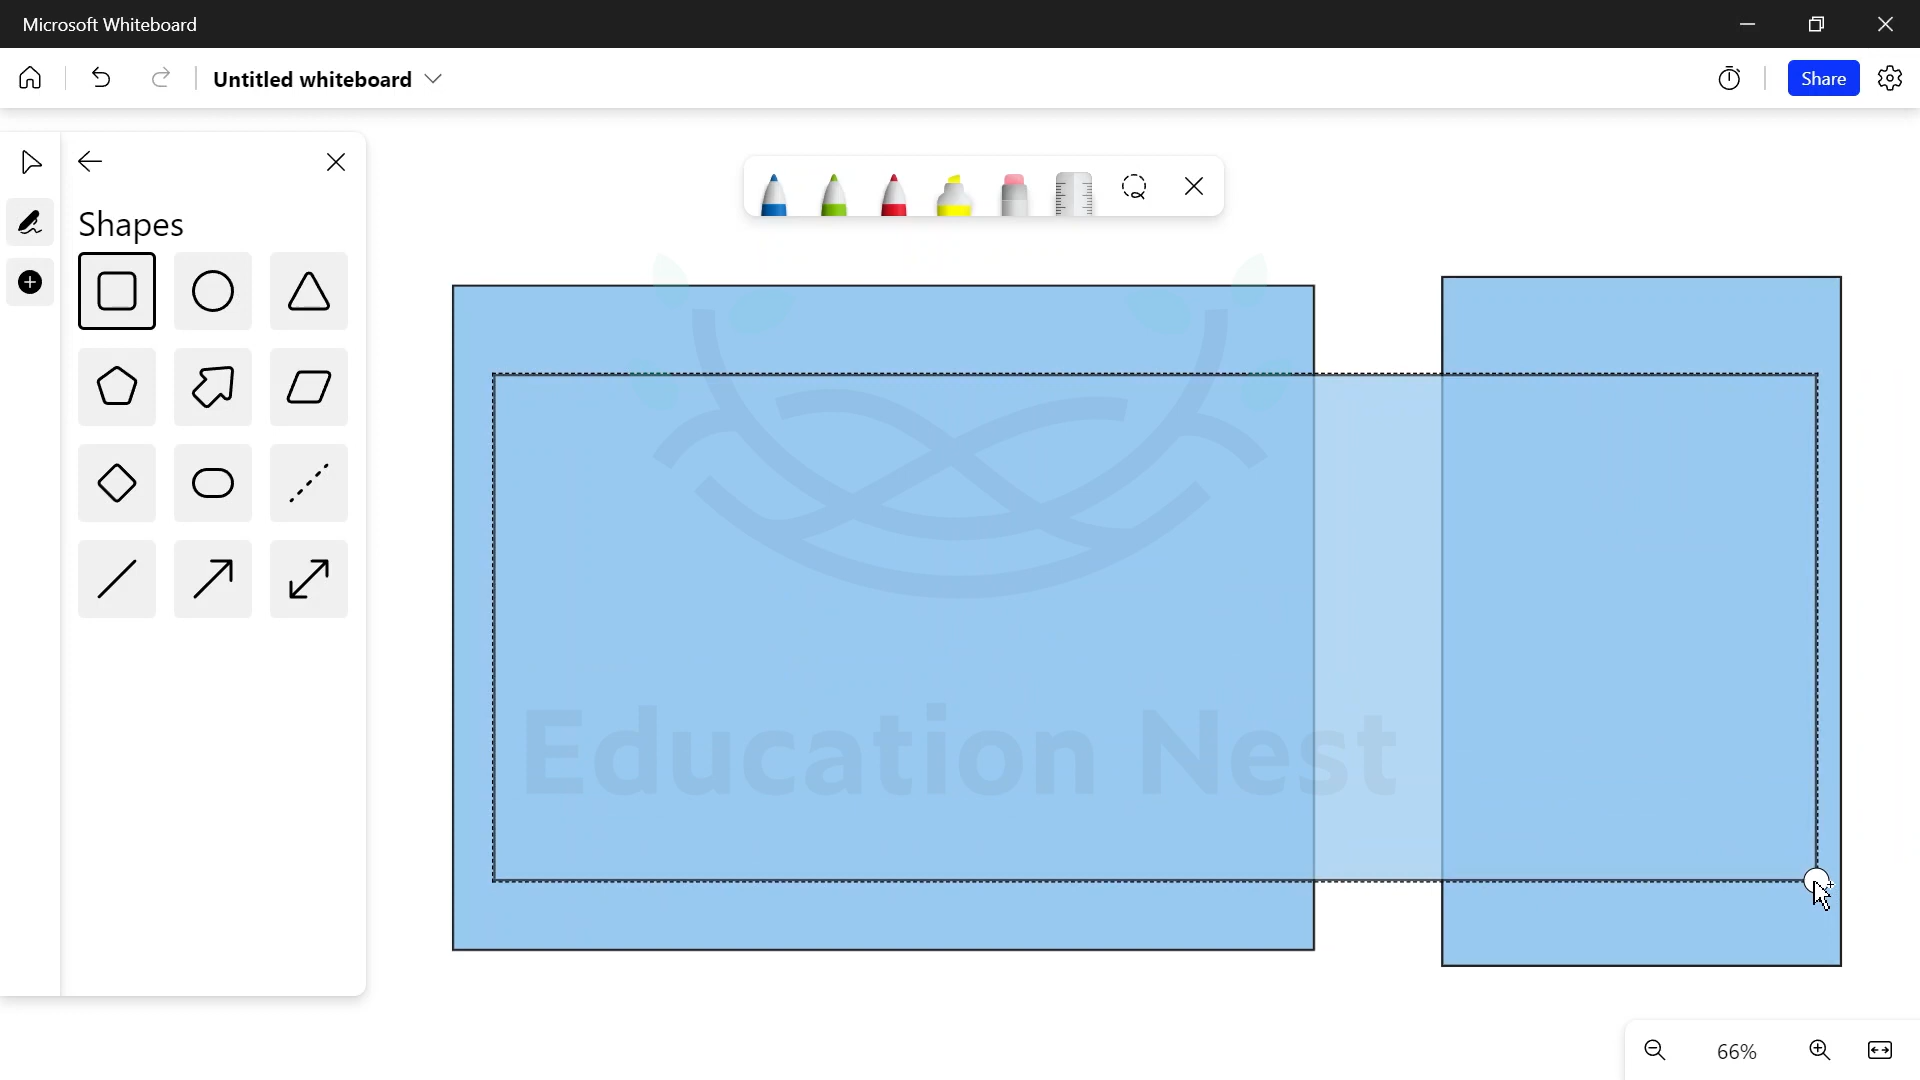 Microsoft Whiteboard
Untitled whiteboard
Share
Shapes
Education Nest
66%